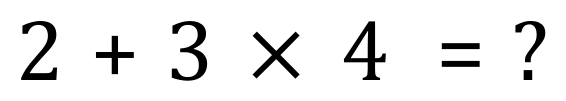 2 + 3 × 4 = ?